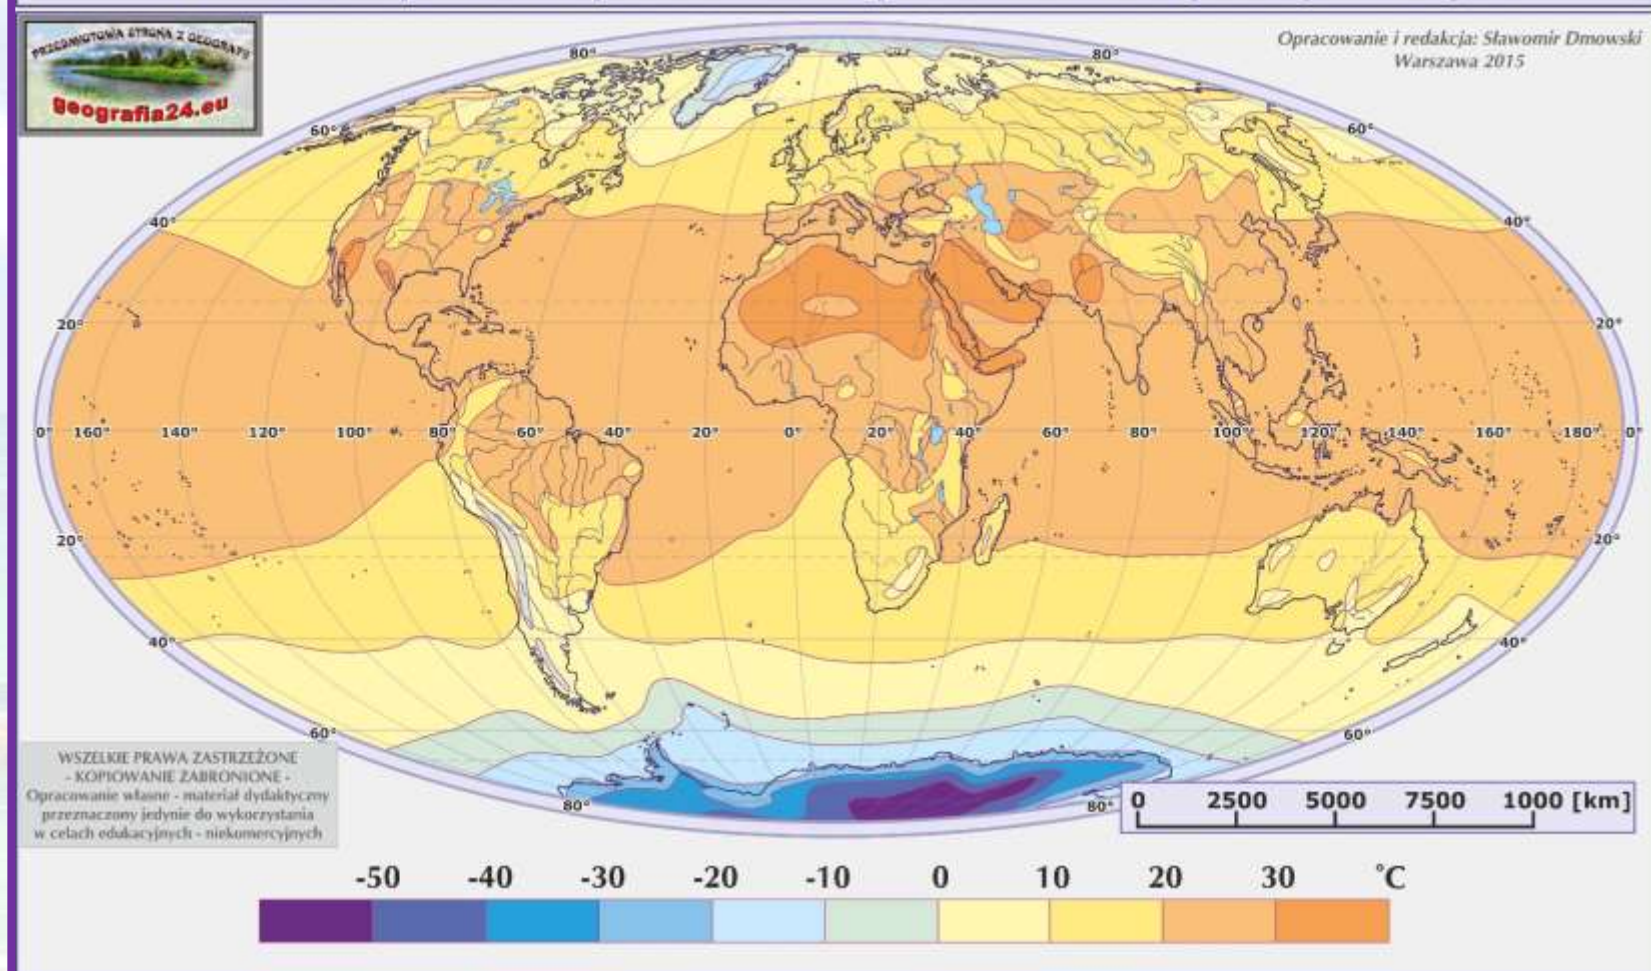 PRZEDMIOTOWA STRONA Z GEOGRAFII
geografia24.eu
Opracowanie i redakcja: Sławomir Dmowski
Warszawa 2015
80° 80°
60° 60°
40° 40°
20° 20°
0° 160° 140° 120° 100° 80° 60° 40° 20° 0° 20° 40° 60° 80° 100° 120° 140° 160° 180° 0°
20° 20°
40° 40°
60° 60°
80° 80°
WSZELKIE PRAWA ZASTRZEŻONE
- KOPIOWANIE ZABRONIONE -
Opracowanie własne - materiał dydaktyczny
przeznaczony jedynie do wykorzystania
w celach edukacyjnych - niekomercyjnych
0 2500 5000 7500 1000 [km]
-50 -40 -30 -20 -10 0 10 20 30 °C